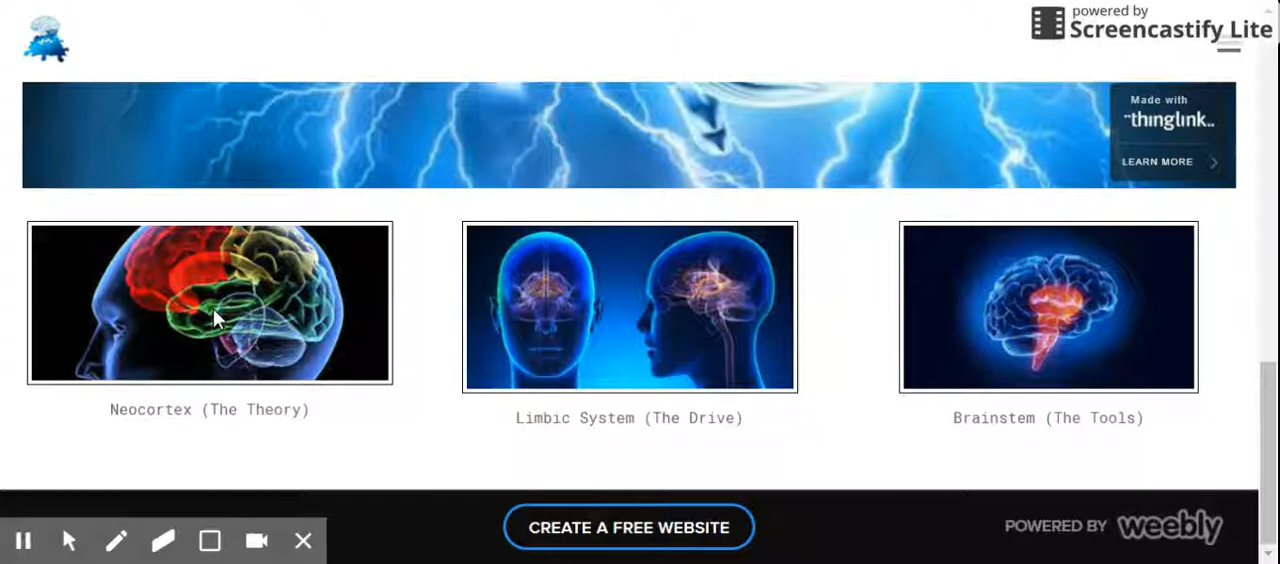 powered by
Screencastify Lite
Made with
¨thınglınk..
LEARN MORE
Neocortex (The Theory)
Limbic System (The Drive)
Brainstem (The Tools)
CREATE A FREE WEBSITE
POWERED BY weebly